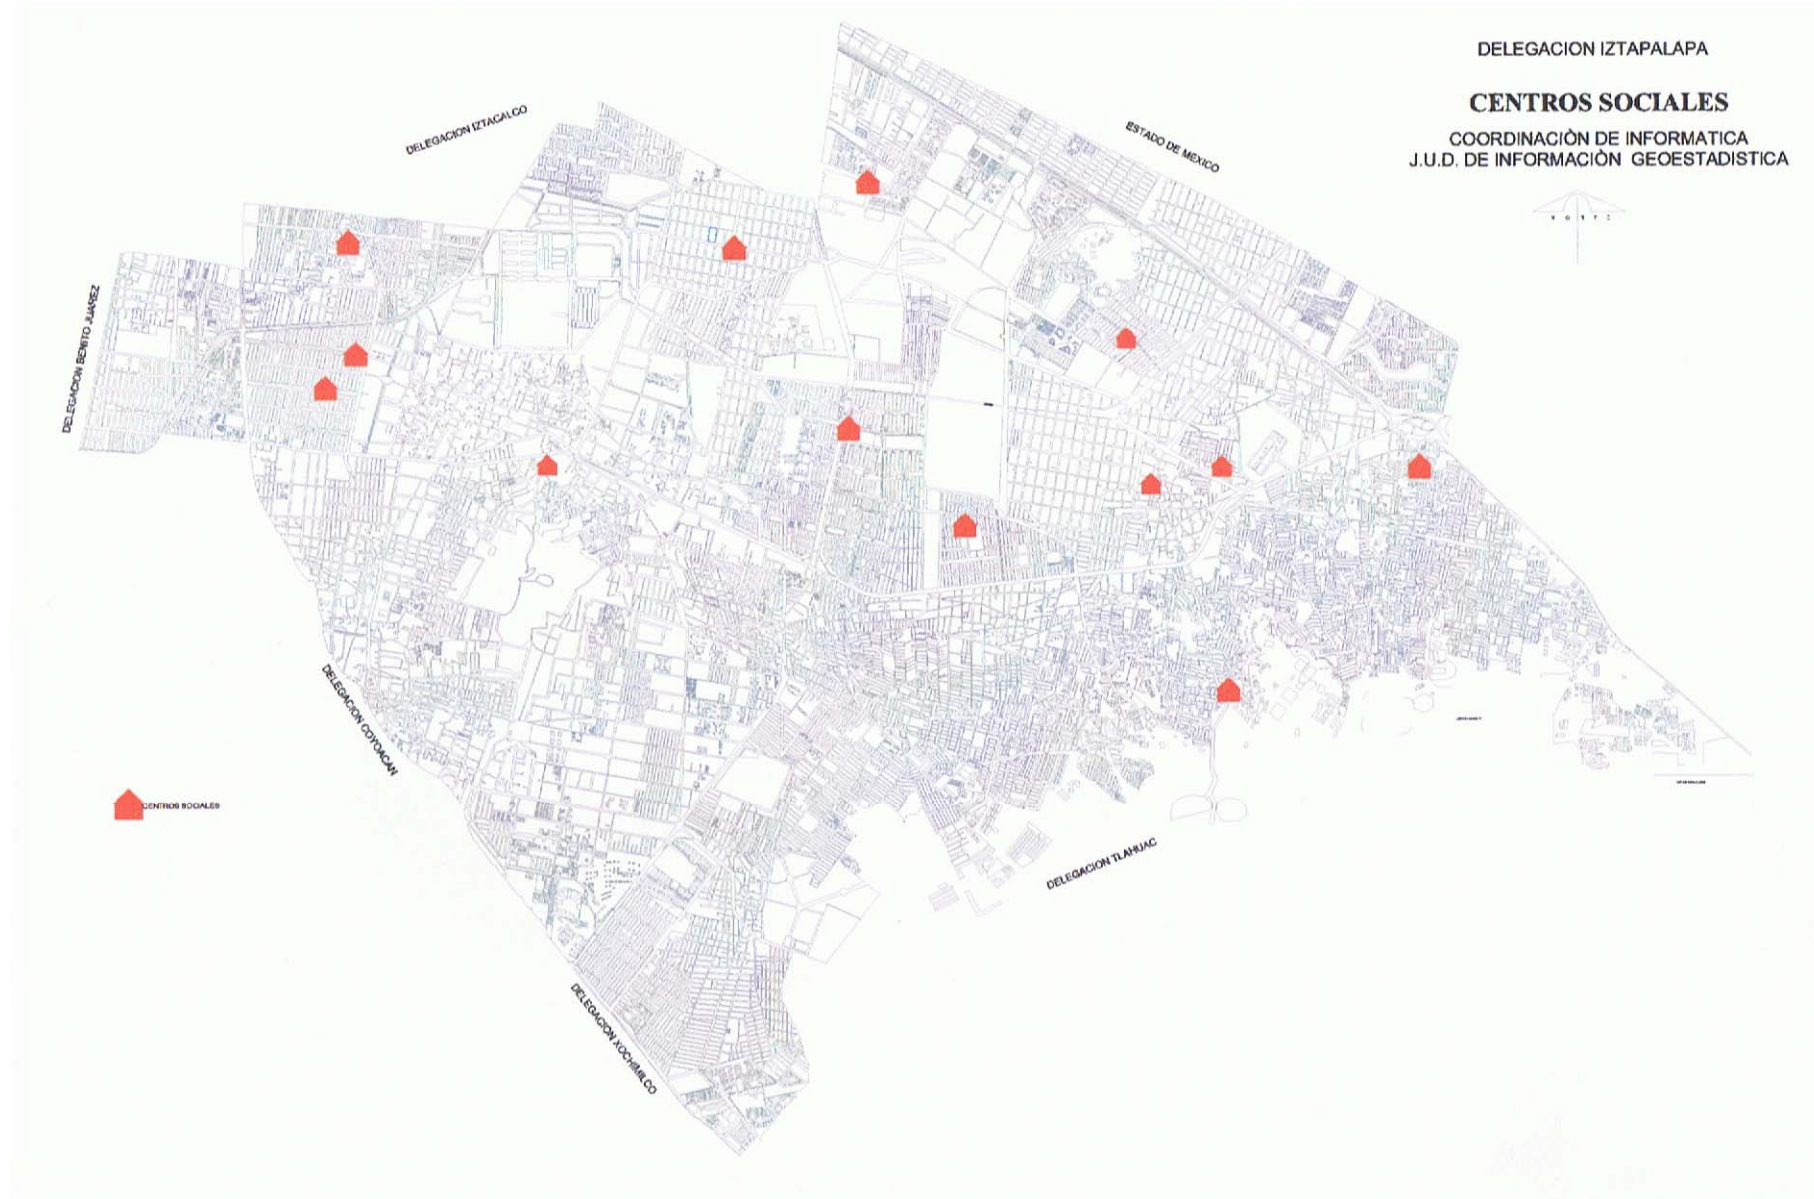 DELEGACION IZTAPALAPA
CENTROS SOCIALES
COORDINACIÒN DE INFORMATICA
J.U.D. DE INFORMACIÒN GEOESTADISTICA
DELEGACION IZTACALCO
ESTADO DE MEXICO
DELEGACION BENITO JUAREZ
DELEGACION COYOACAN
CENTROS SOCIALES
DELEGACION TLAHUAC
DELEGACION XOCHIMILCO